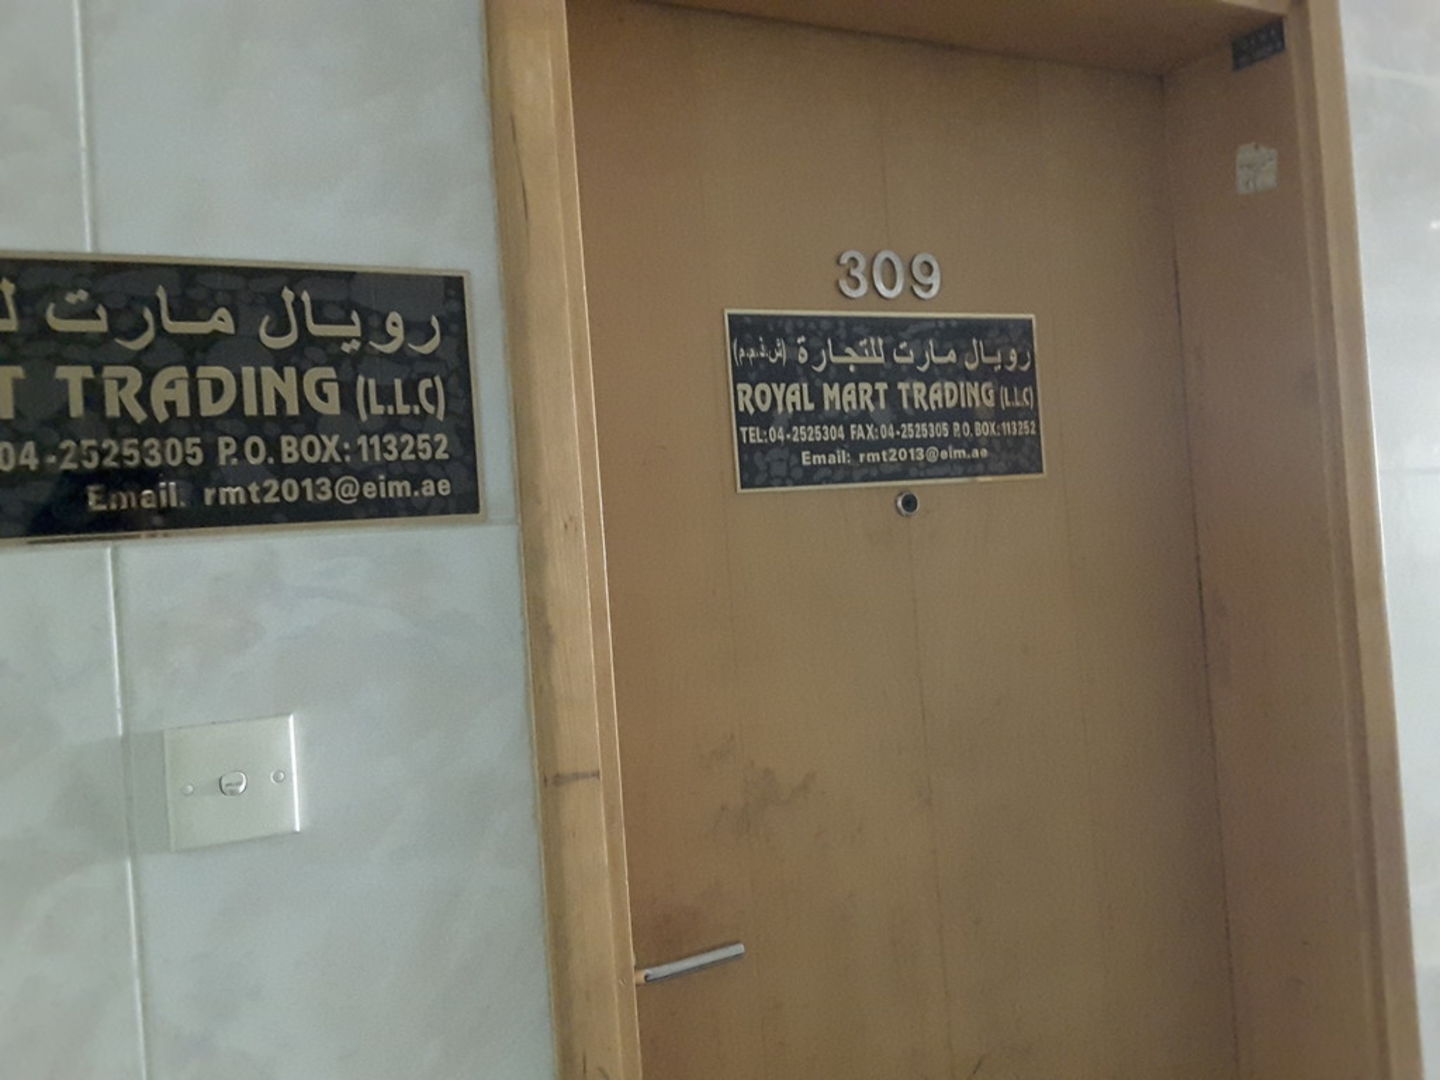 رويال مارت لل
T TRADING (L.L.C)
04-2525305 P.O. BOX: 113252
Email: rmt2013@eim.ae
309
رويال مارت للتجارة (ش.ذ.م.م)
ROYAL MART TRADING (L.L.C)
TEL: 04-2525304 FAX: 04-2525305 P.O. BOX: 113252
Email: rmt2013@eim.ae